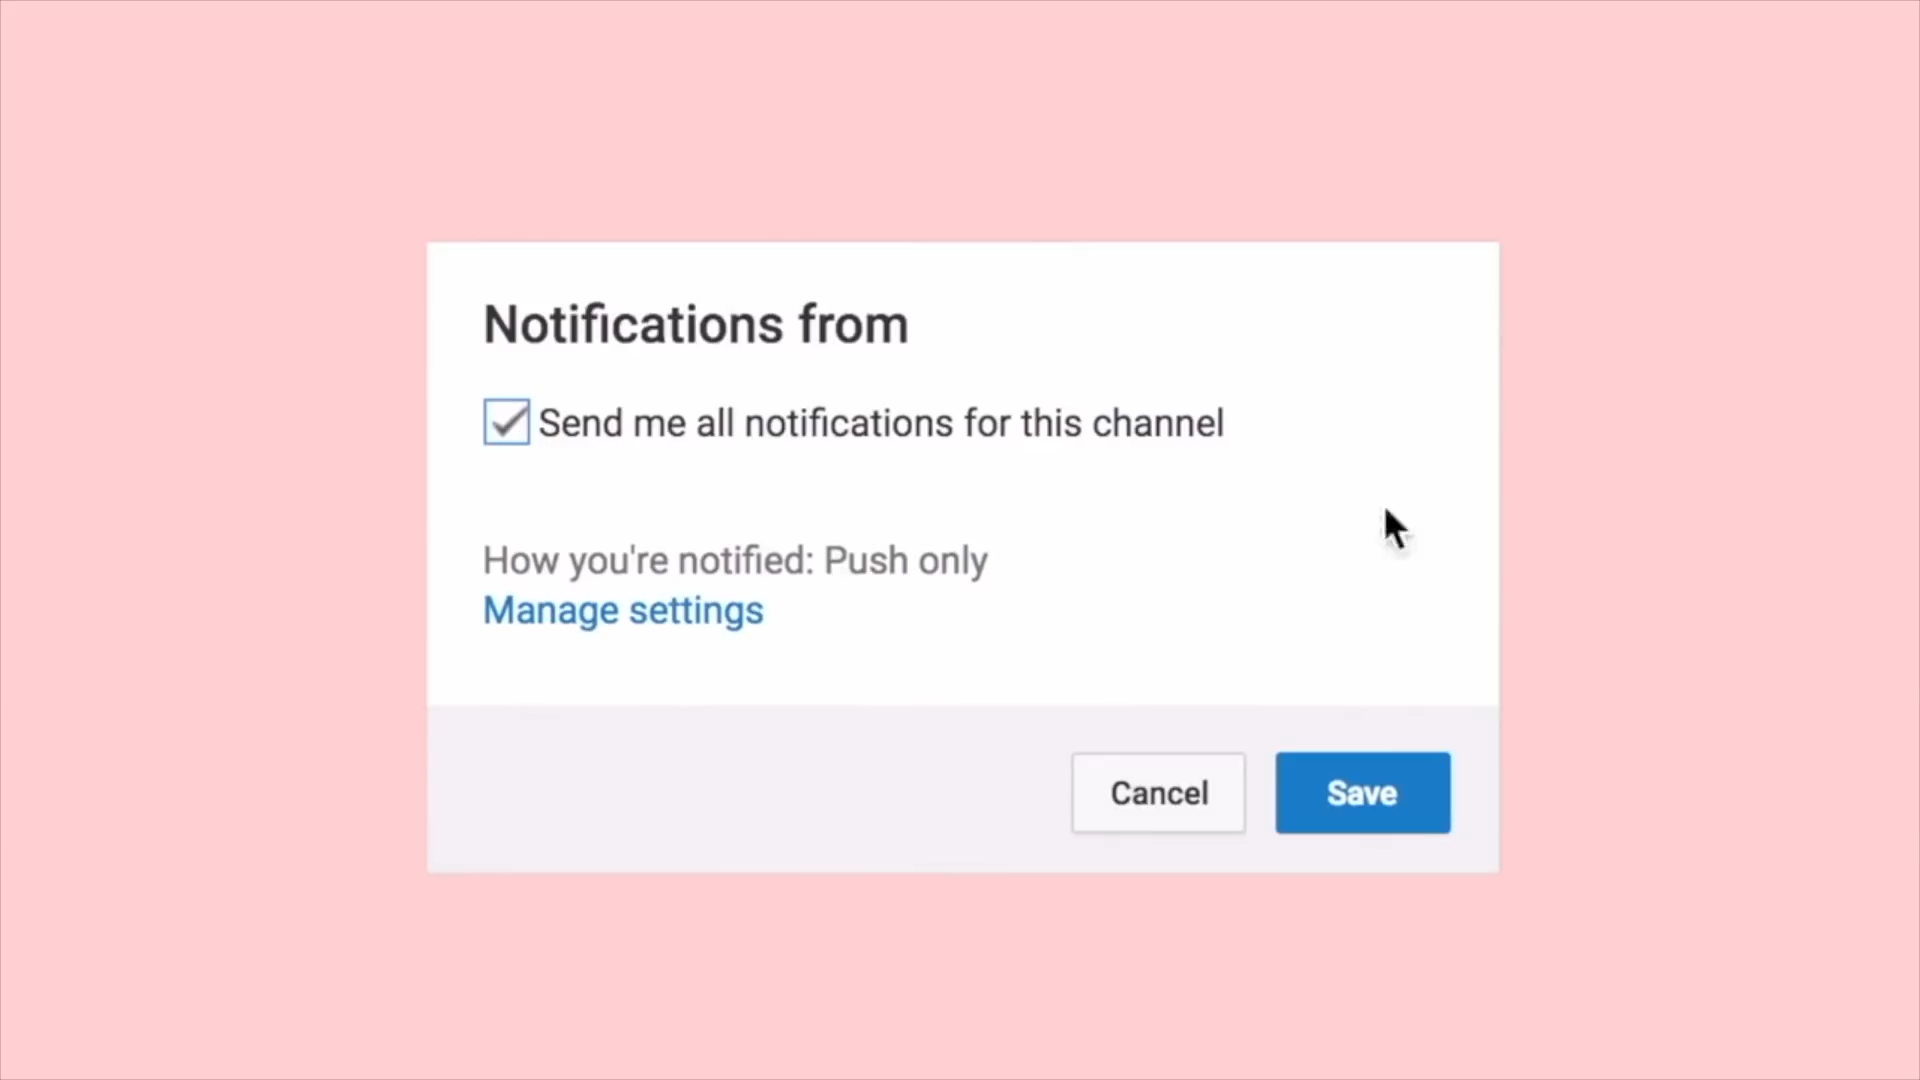 Notifications from
Send me all notifications for this channel
How you're notified: Push only
Manage settings
Cancel
Save